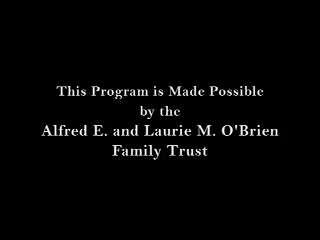 This Program is Made Possible
by the
Alfred E. and Laurie M. O'Brien
Family Trust